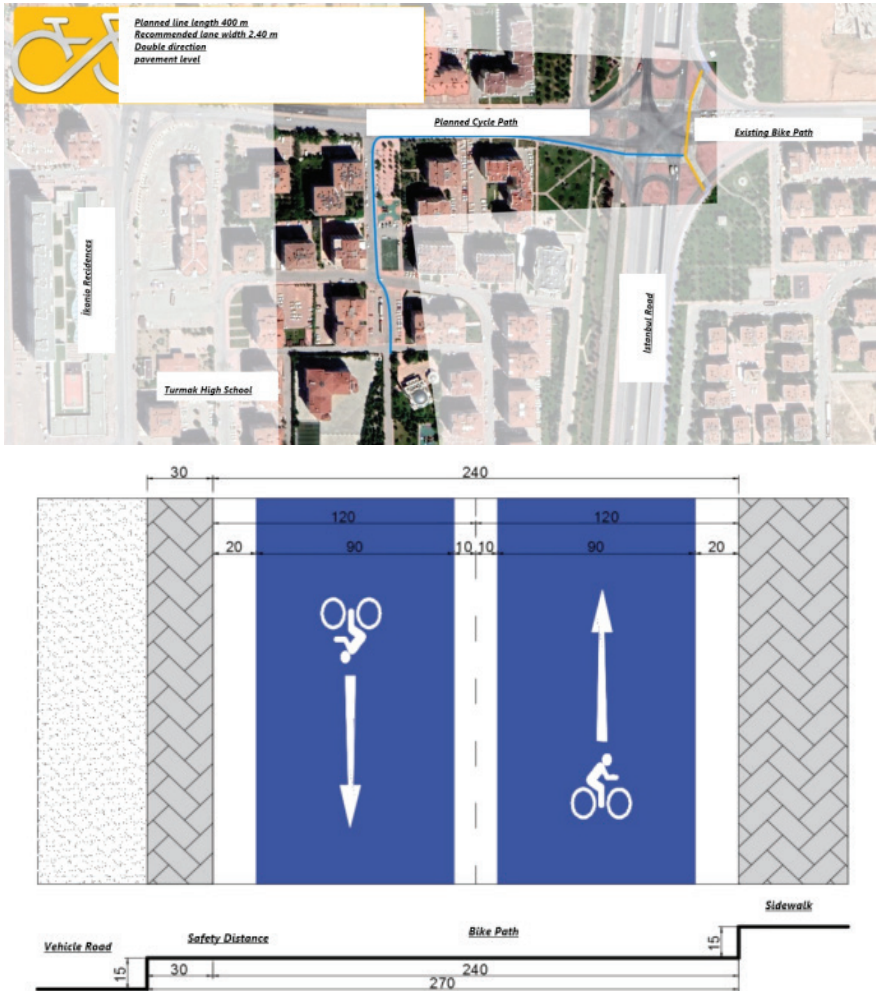 Planned line length 400 m
Recommended lane width 2.40 m
Double direction
pavement level
Planned Cycle Path
Existing Bike Path
İkonia Recidences
Istanbul Road
Turmak High School
30
240
120
120
20
90
10
10
90
20
Sidewalk
Bike Path
Safety Distance
Vehicle Road
15
15
30
240
270